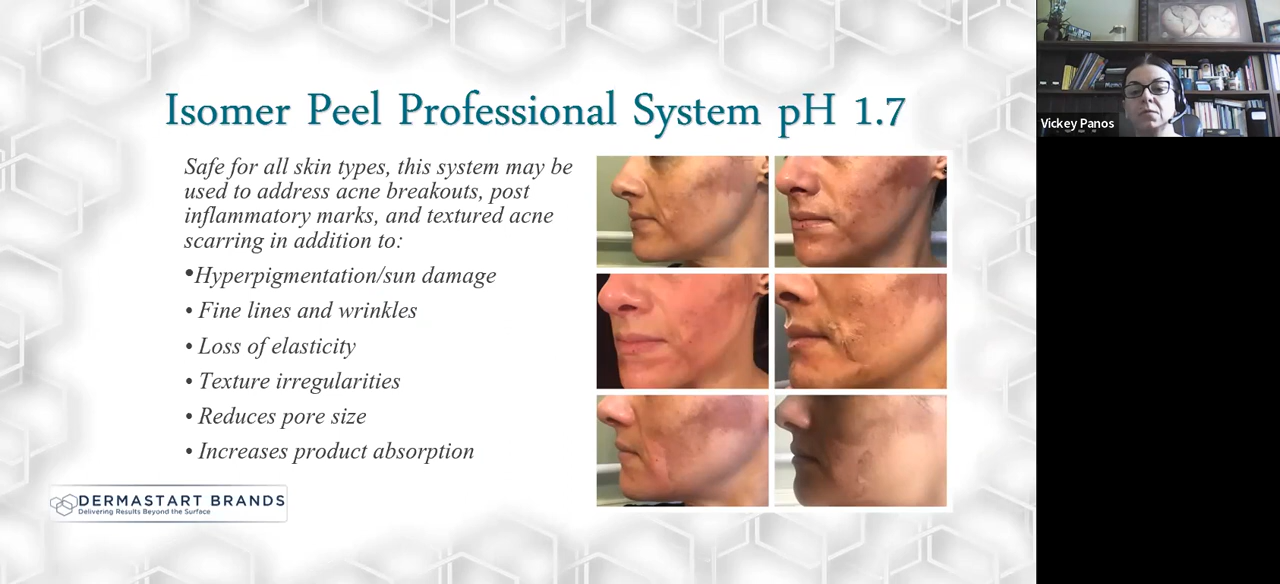 Isomer Peel Professional System pH 1.7
Safe for all skin types, this system may be
used to address acne breakouts, post
inflammatory marks, and textured acne
scarring in addition to:
•Hyperpigmentation/sun damage
• Fine lines and wrinkles
• Loss of elasticity
• Texture irregularities
• Reduces pore size
• Increases product absorption
DERMASTART BRANDS
Delivering Results Beyond the Surface
Vickey Panos